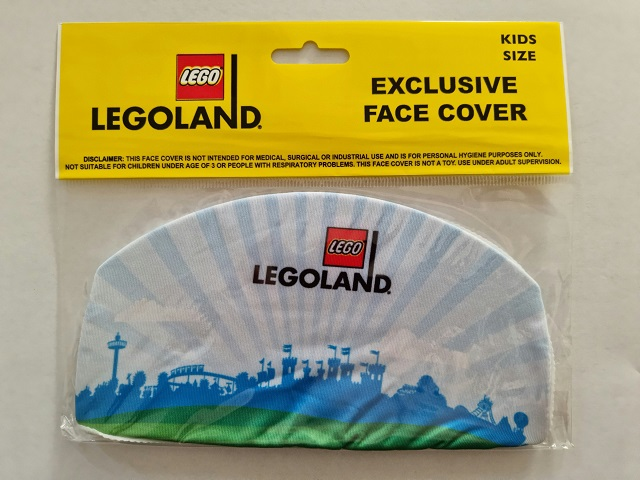 KIDS
SIZE
LEGO
LEGOLAND®
EXCLUSIVE
FACE COVER
DISCLAIMER: THIS FACE COVER IS NOT INTENDED FOR MEDICAL, SURGICAL OR INDUSTRIAL USE AND IS FOR PERSONAL HYGIENE PURPOSES ONLY.
NOT SUITABLE FOR CHILDREN UNDER AGE OF 3 OR PEOPLE WITH RESPIRATORY PROBLEMS. THIS FACE COVER IS NOT A TOY. USE UNDER ADULT SUPERVISION.
LEGO
LEGOLAND®